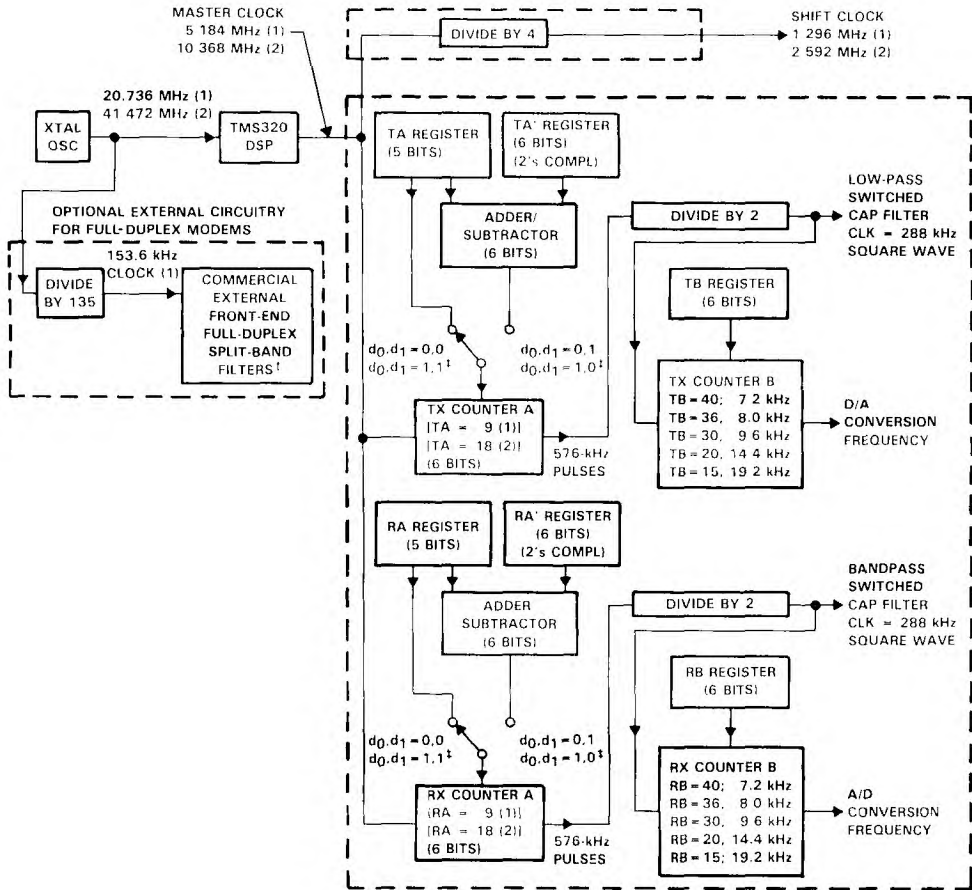 MASTER CLOCK
5 184 MHz (1)
10 368 MHz (2)
DIVIDE BY 4
SHIFT CLOCK
1 296 MHz (1)
2 592 MHz (2)
20.736 MHz (1)
41 472 MHz (2)
XTAL
OSC
TMS320
DSP
OPTIONAL EXTERNAL CIRCUITRY
FOR FULL-DUPLEX MODEMS
153.6 kHz
CLOCK (1)
DIVIDE
BY 135
COMMERCIAL
EXTERNAL
FRONT-END
FULL-DUPLEX
SPLIT-BAND
FILTERS†
TA REGISTER
(5 BITS)
TA' REGISTER
(6 BITS)
(2's COMPL)
ADDER/
SUBTRACTOR
(6 BITS)
d0.d1 = 0,0
d0.d1 = 1,1‡
d0.d1 = 0,1
d0.d1 = 1,0‡
TX COUNTER A
[TA = 9 (1)]
[TA = 18 (2)]
(6 BITS)
576-kHz
PULSES
DIVIDE BY 2
LOW-PASS
SWITCHED
CAP FILTER
CLK = 288 kHz
SQUARE WAVE
TB REGISTER
(6 BITS)
TX COUNTER B
TB = 40; 7.2 kHz
TB = 36, 8.0 kHz
TB = 30, 9 6 kHz
TB = 20, 14.4 kHz
TB = 15, 19.2 kHz
D/A
CONVERSION
FREQUENCY
RA REGISTER
(5 BITS)
RA' REGISTER
(6 BITS)
(2's COMPL)
ADDER
SUBTRACTOR
(6 BITS)
d0.d1 = 0,0
d0.d1 = 1,1‡
d0.d1 = 0,1
d0.d1 = 1,0‡
RX COUNTER A
[RA = 9 (1)]
[RA = 18 (2)]
(6 BITS)
576-kHz
PULSES
DIVIDE BY 2
BANDPASS
SWITCHED
CAP FILTER
CLK = 288 kHz
SQUARE WAVE
RB REGISTER
(6 BITS)
RX COUNTER B
RB = 40; 7.2 kHz
RB = 36, 8 0 kHz
RB = 30, 9 6 kHz
RB = 20, 14.4 kHz
RB = 15; 19.2 kHz
A/D
CONVERSION
FREQUENCY